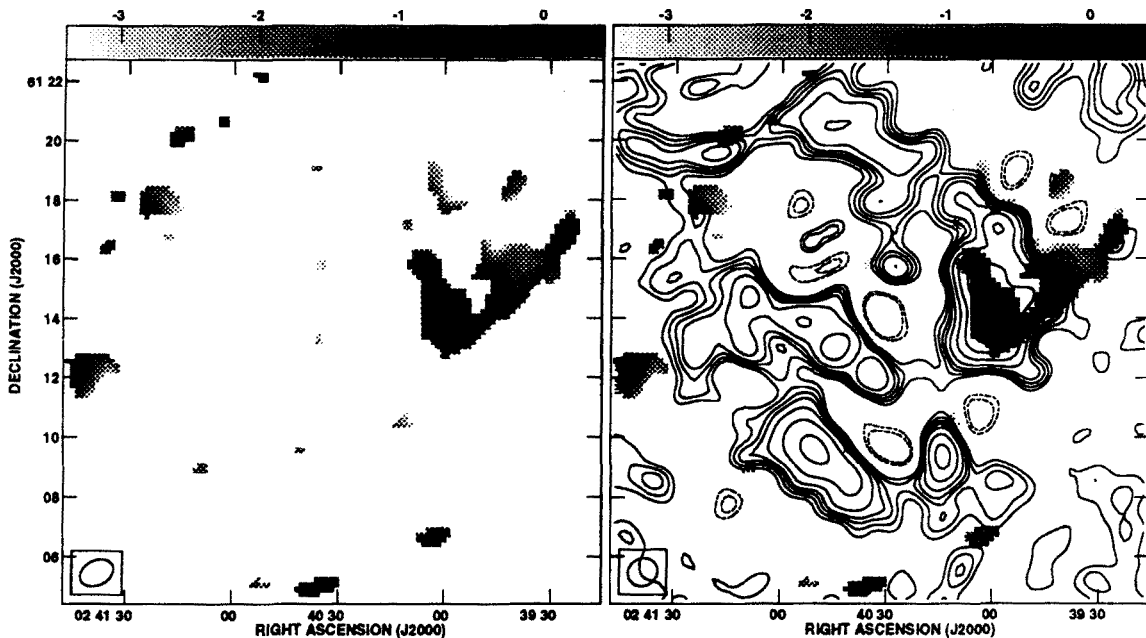 -3 -2 -1 0
-3 -2 -1 0
61 22
20
18
16
14
12
10
08
06
DECLINATION (J2000)
02 41 30 00 40 30 00 39 30
02 41 30 00 40 30 00 39 30
RIGHT ASCENSION (J2000)
RIGHT ASCENSION (J2000)